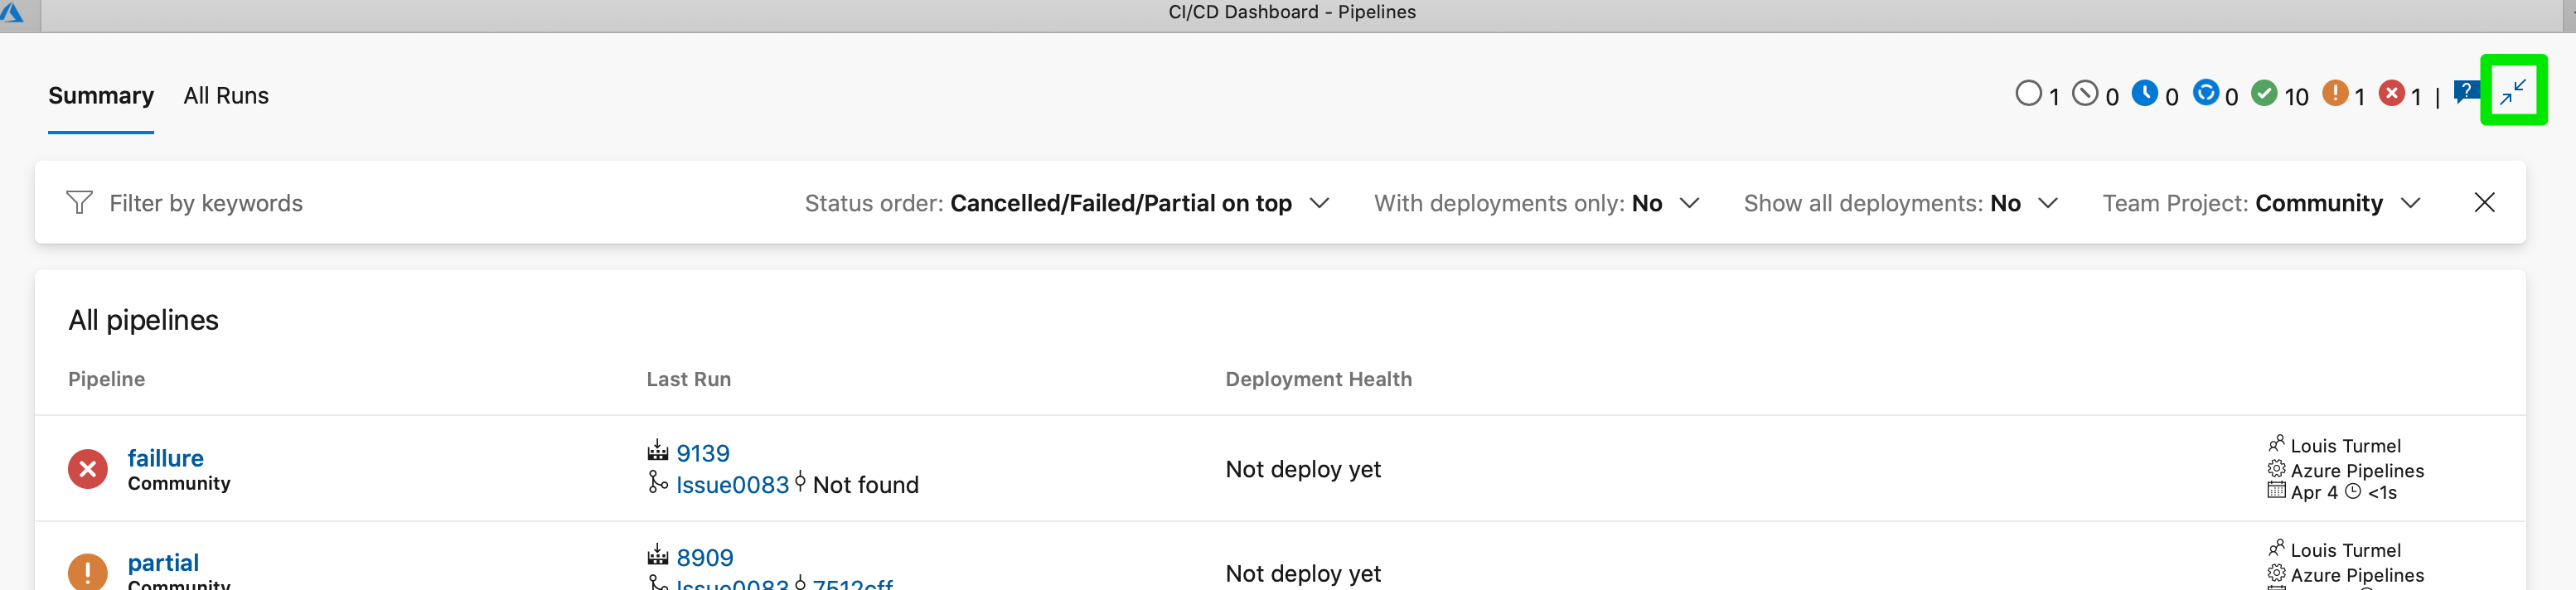 CI/CD Dashboard - Pipelines
Summary All Runs 1 0 0 0 10 1 1 | ?
Filter by keywords Status order: Cancelled/Failed/Partial on top With deployments only: No Show all deployments: No Team Project: Community
All pipelines
Pipeline Last Run Deployment Health
faillure
Community
9139
Issue0083 Not found
Not deploy yet
Louis Turmel
Azure Pipelines
Apr 4 <1s
partial
Community
8909
Issue0083 7512cff
Not deploy yet
Louis Turmel
Azure Pipelines